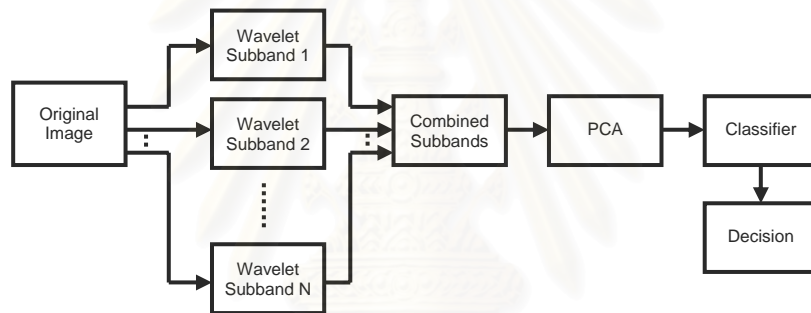 Original
Image
Wavelet
Subband 1
Wavelet
Subband 2
Wavelet
Subband N
Combined
Subbands
PCA
Classifier
Decision